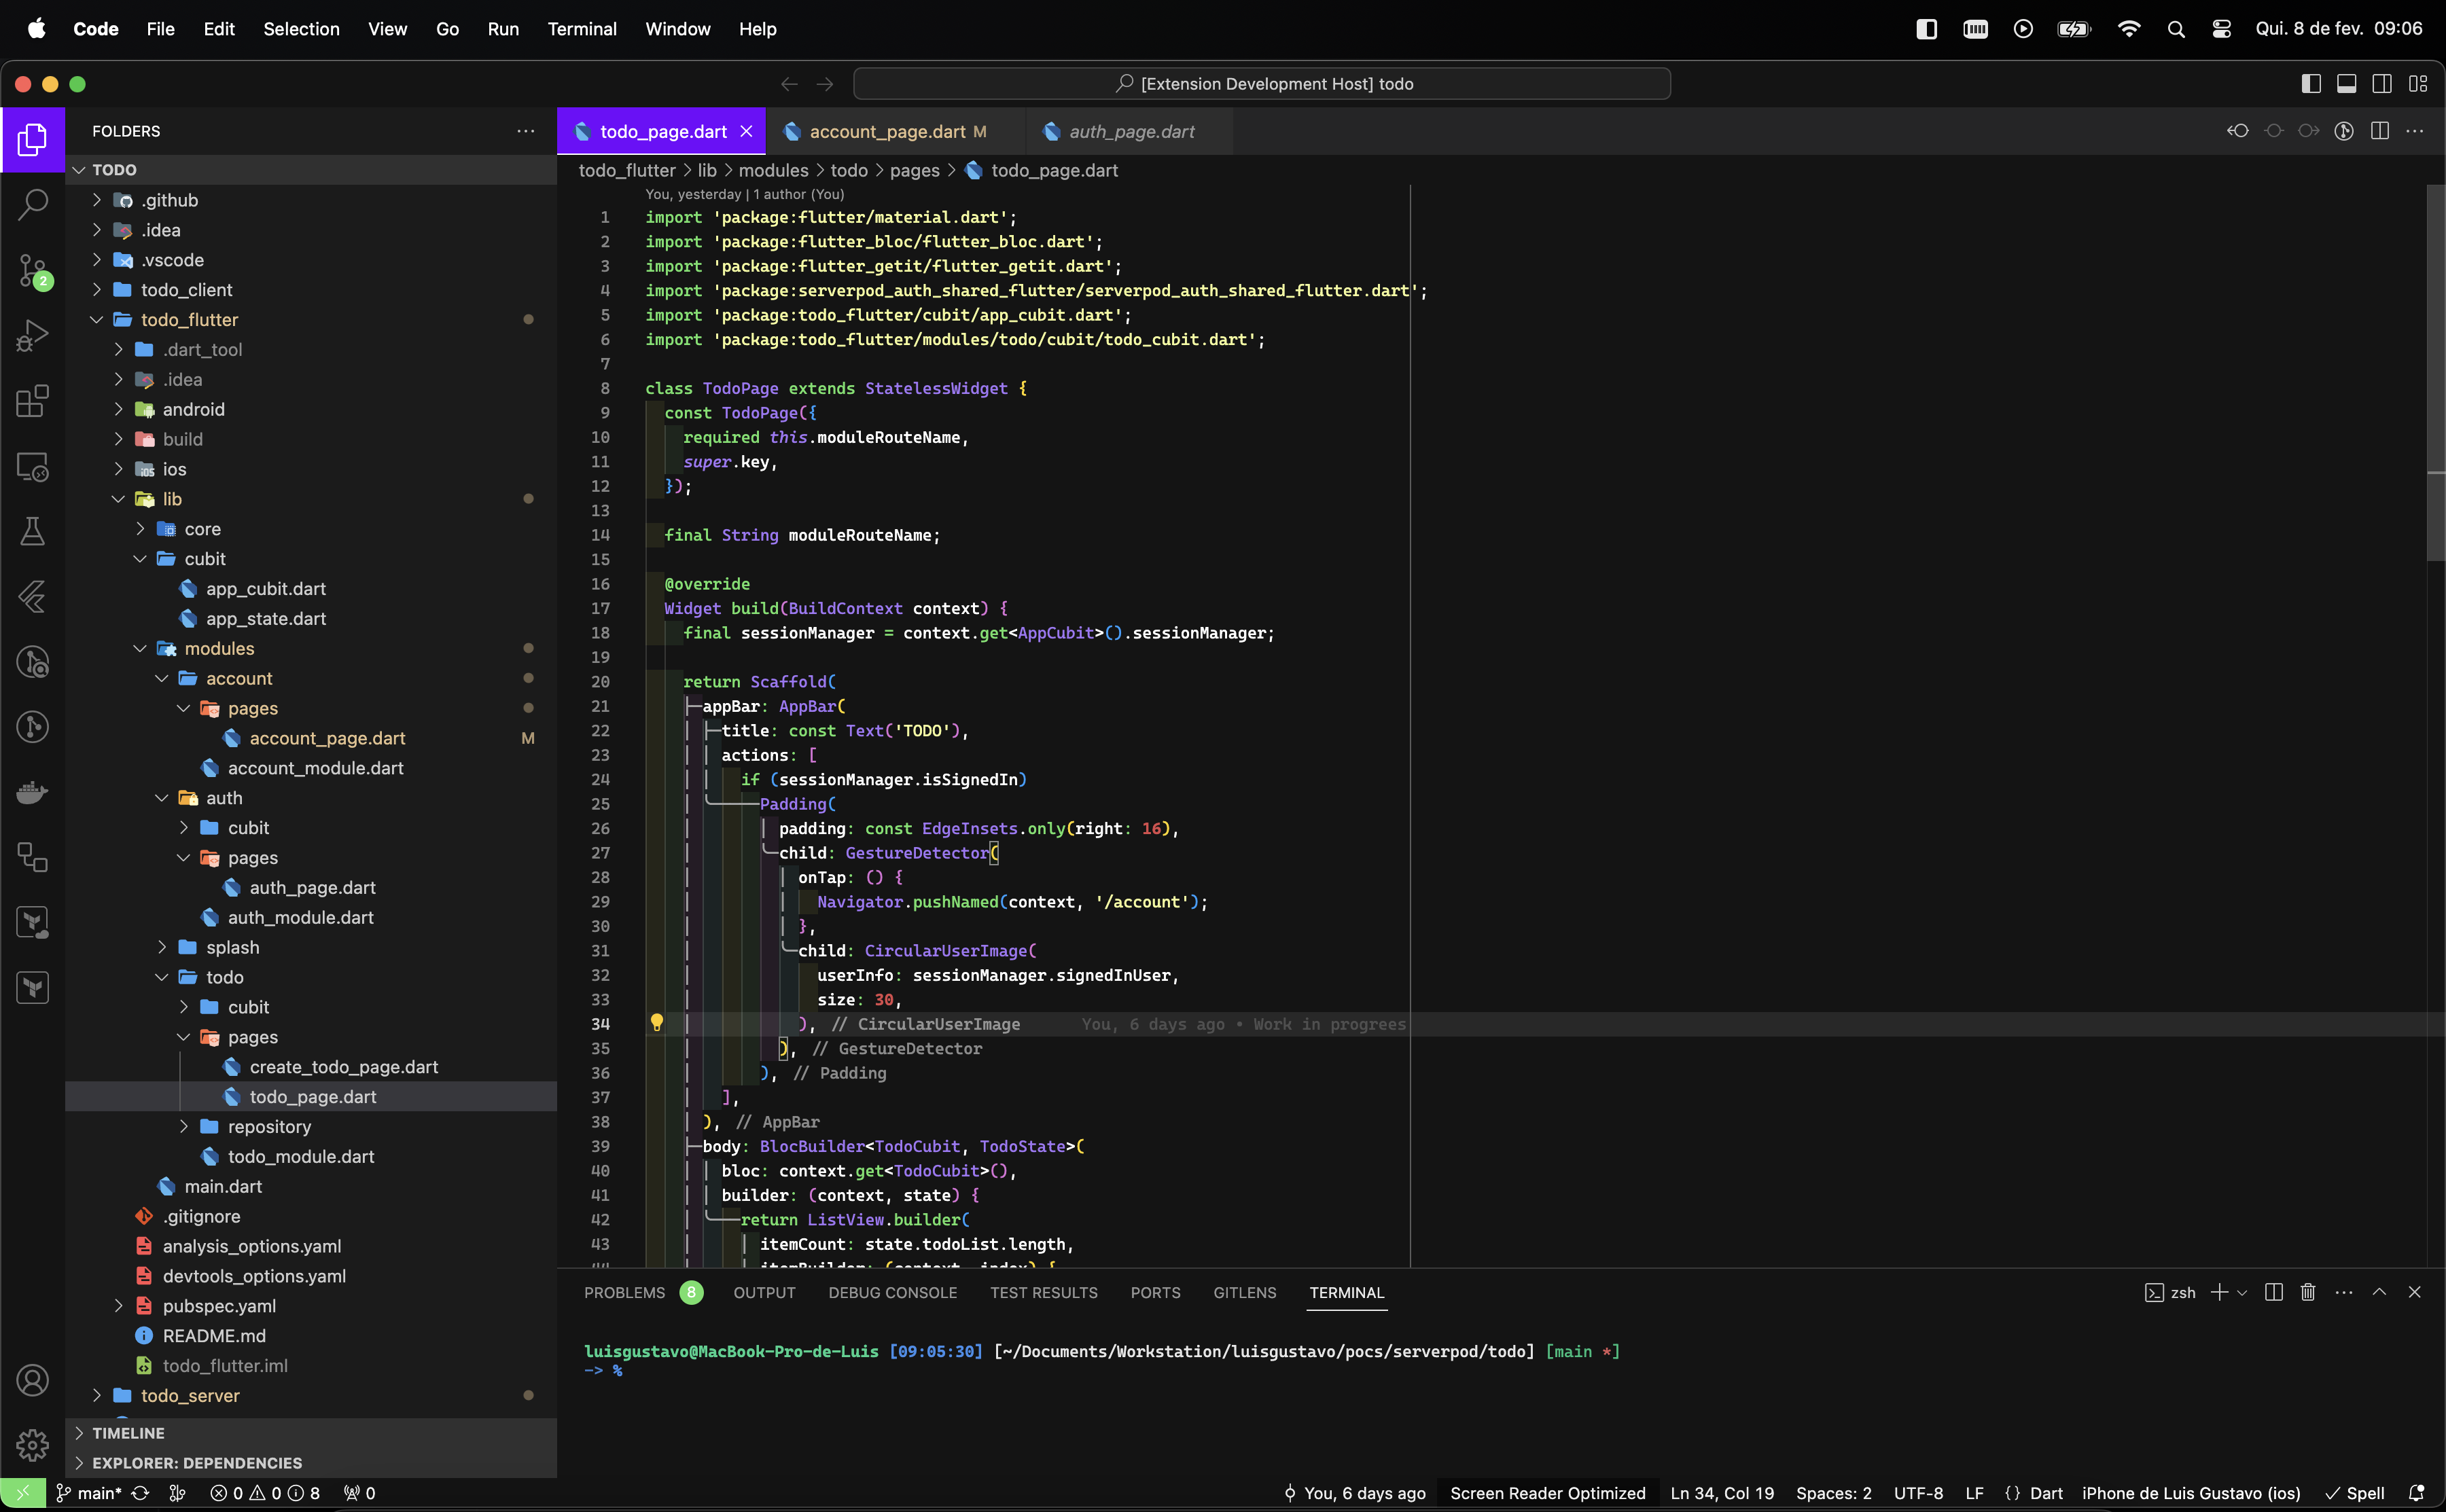 Code File Edit Selection View Go Run Terminal Window Help
Qui. 8 de fev. 09:06
[Extension Development Host] todo
FOLDERS
TODO
.github
.idea
.vscode
todo_client
todo_flutter
.dart_tool
.idea
android
build
ios
lib
core
cubit
app_cubit.dart
app_state.dart
modules
account
pages
account_page.dart M
account_module.dart
auth
cubit
pages
auth_page.dart
auth_module.dart
splash
todo
cubit
pages
create_todo_page.dart
todo_page.dart
repository
todo_module.dart
main.dart
.gitignore
analysis_options.yaml
devtools_options.yaml
pubspec.yaml
README.md
todo_flutter.iml
todo_server
TIMELINE
EXPLORER: DEPENDENCIES
2
todo_page.dart account_page.dart M auth_page.dart
todo_flutter > lib > modules > todo > pages > todo_page.dart
You, yesterday | 1 author (You)
1 import 'package:flutter/material.dart';
2 import 'package:flutter_bloc/flutter_bloc.dart';
3 import 'package:flutter_getit/flutter_getit.dart';
4 import 'package:serverpod_auth_shared_flutter/serverpod_auth_shared_flutter.dart';
5 import 'package:todo_flutter/cubit/app_cubit.dart';
6 import 'package:todo_flutter/modules/todo/cubit/todo_cubit.dart';
7
8 class TodoPage extends StatelessWidget {
9 const TodoPage({
10 required this.moduleRouteName,
11 super.key,
12 });
13
14 final String moduleRouteName;
15
16 @override
17 Widget build(BuildContext context) {
18 final sessionManager = context.get<AppCubit>().sessionManager;
19
20 return Scaffold(
21 appBar: AppBar(
22 title: const Text('TODO'),
23 actions: [
24 if (sessionManager.isSignedIn)
25 Padding(
26 padding: const EdgeInsets.only(right: 16),
27 child: GestureDetector(
28 onTap: () {
29 Navigator.pushNamed(context, '/account');
30 },
31 child: CircularUserImage(
32 userInfo: sessionManager.signedInUser,
33 size: 30,
34 ), // CircularUserImage You, 6 days ago • Work in progrees
35 ), // GestureDetector
36 ), // Padding
37 ],
38 ), // AppBar
39 body: BlocBuilder<TodoCubit, TodoState>(
40 bloc: context.get<TodoCubit>(),
41 builder: (context, state) {
42 return ListView.builder(
43 itemCount: state.todoList.length,
44 itemBuilder: (context, index) {
PROBLEMS 8 OUTPUT DEBUG CONSOLE TEST RESULTS PORTS GITLENS TERMINAL
zsh
luisgustavo@MacBook-Pro-de-Luis [09:05:30] [~/Documents/Workstation/luisgustavo/pocs/serverpod/todo] [main *]
-> %
main* 0 0 8 0
You, 6 days ago Screen Reader Optimized Ln 34, Col 19 Spaces: 2 UTF-8 LF {} Dart iPhone de Luis Gustavo (ios) Spell